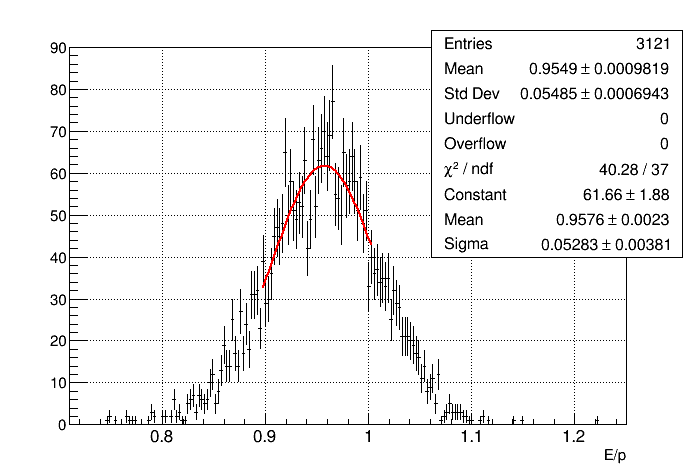 Entries 3121
Mean 0.9549 ± 0.0009819
Std Dev 0.05485 ± 0.0006943
Underflow 0
Overflow 0
χ² / ndf 40.28 / 37
Constant 61.66 ± 1.88
Mean 0.9576 ± 0.0023
Sigma 0.05283 ± 0.00381
90
80
70
60
50
40
30
20
10
0
0.8 0.9 1 1.1 1.2
E/p